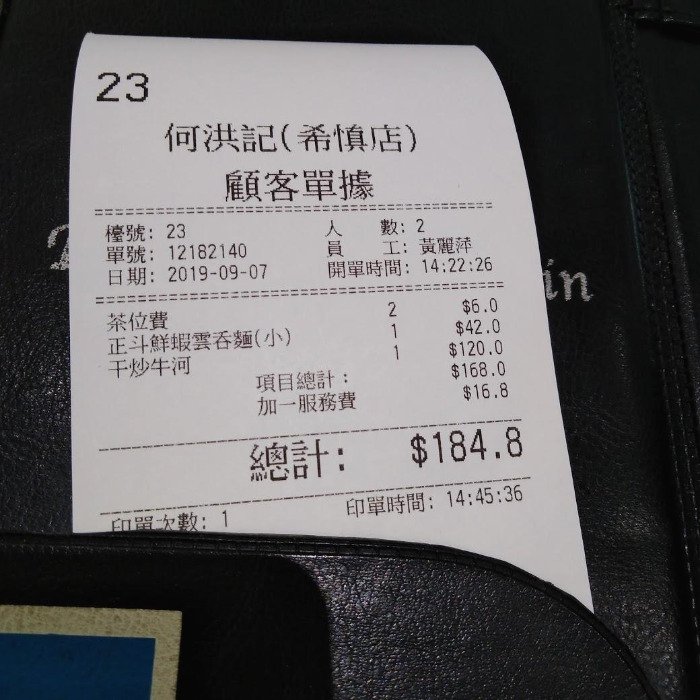 23
何洪記(希慎店)
顧客單據
檯號: 23 人 數: 2
單號: 12182140 員 工: 黃麗萍
日期: 2019-09-07 開單時間: 14:22:26
茶位費 2 $6.0
正斗鮮蝦雲吞麵(小) 1 $42.0
干炒牛河 1 $120.0
項目總計: $168.0
加一服務費 $16.8
總計: $184.8
印單次數: 1 印單時間: 14:45:36